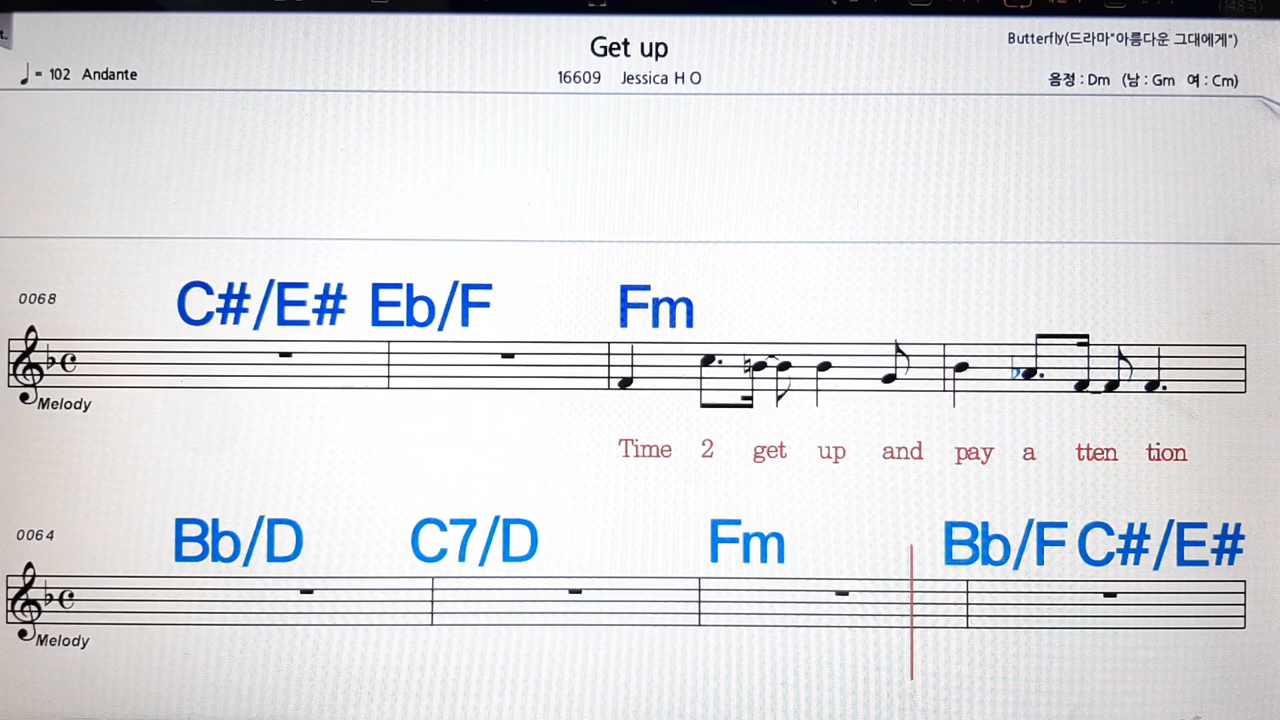 t.
Get up
Butterfly(드라마"아름다운 그대에게")
♩ = 102 Andante
16609 Jessica H O
음정 : Dm (남 : Gm 여 : Cm)
0068
C#/E# Eb/F Fm
Melody
Time 2 get up and pay a tten tion
0064
Bb/D C7/D Fm Bb/F C#/E#
Melody